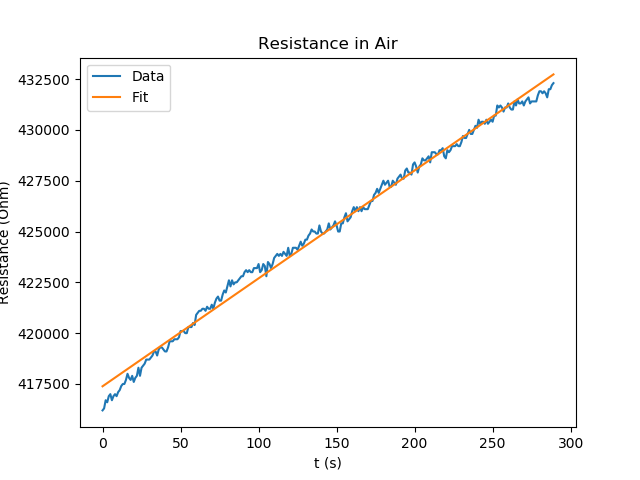 Resistance in Air
Data
Fit
432500
430000
427500
425000
422500
420000
417500
Resistance (Ohm)
0 50 100 150 200 250 300
t (s)